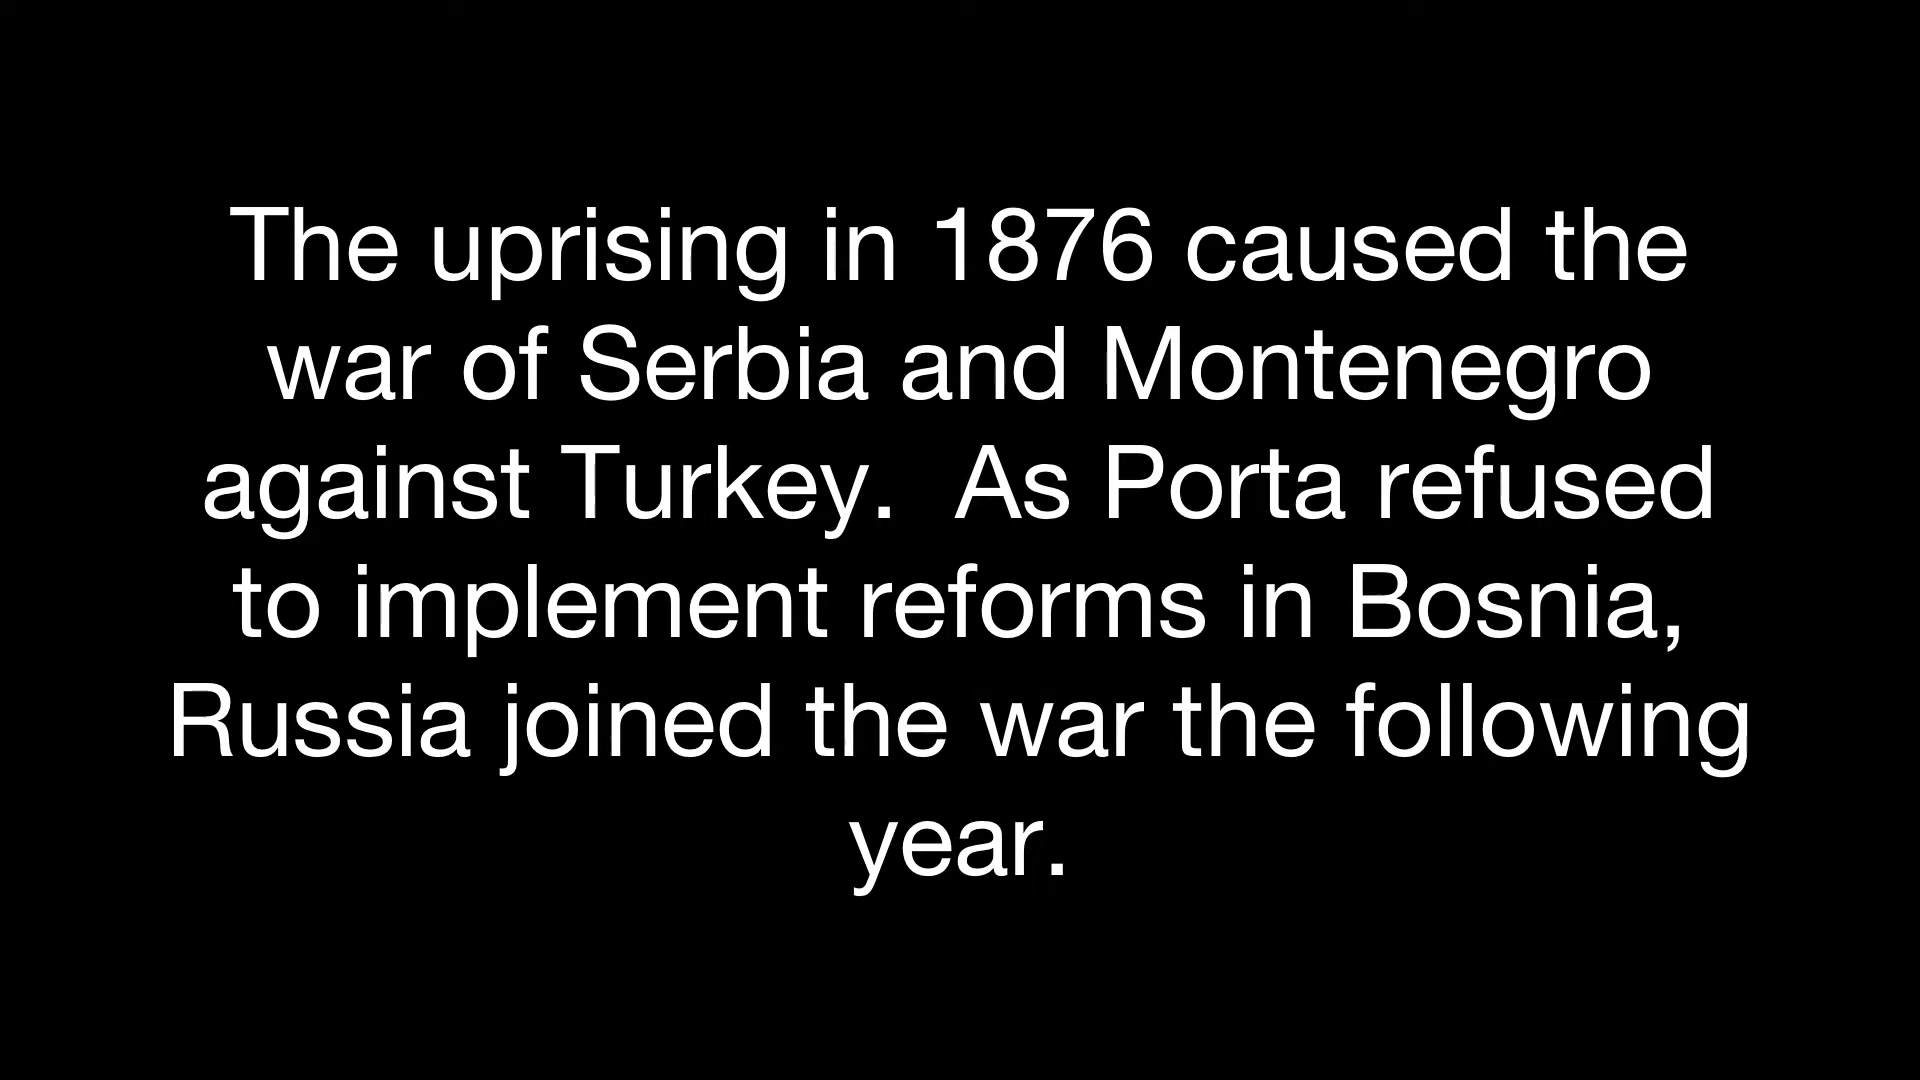 The uprising in 1876 caused the
war of Serbia and Montenegro
against Turkey.  As Porta refused
to implement reforms in Bosnia,
Russia joined the war the following
year.